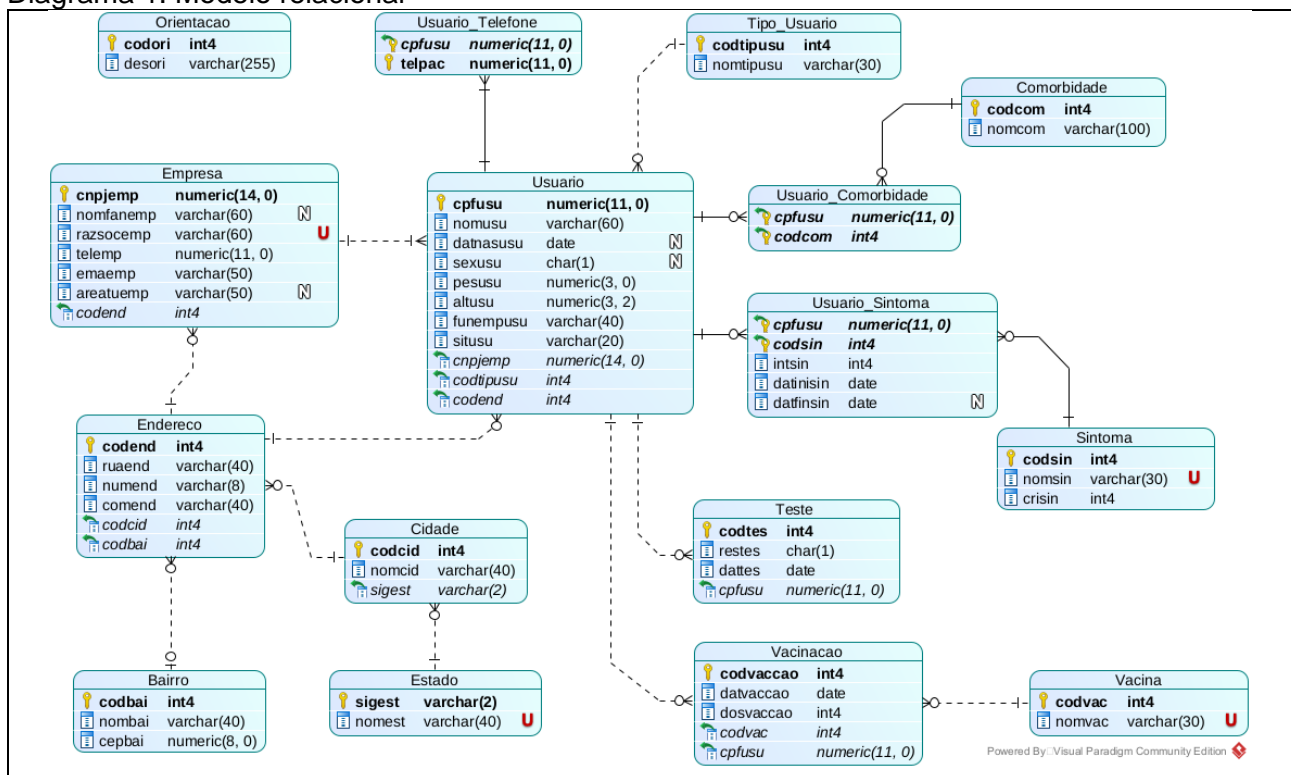 Diagrama 1: Modelo relacional
Orientacao
codori int4
desori varchar(255)
Usuario_Telefone
cpfusu numeric(11, 0)
telpac numeric(11, 0)
Tipo_Usuario
codtipusu int4
nomtipusu varchar(30)
Comorbidade
codcom int4
nomcom varchar(100)
Empresa
cnpjemp numeric(14, 0)
nomfanemp varchar(60) N
razsocemp varchar(60) U
telemp numeric(11, 0)
emaemp varchar(50)
areatuemp varchar(50) N
codend int4
Usuario
cpfusu numeric(11, 0)
nomusu varchar(60)
datnasusu date N
sexusu char(1) N
pesusu numeric(3, 0)
altusu numeric(3, 2)
funempusu varchar(40)
situsu varchar(20)
cnpjemp numeric(14, 0)
codtipusu int4
codend int4
Usuario_Comorbidade
cpfusu numeric(11, 0)
codcom int4
Usuario_Sintoma
cpfusu numeric(11, 0)
codsin int4
intsin int4
datinisin date
datfinsin date N
Sintoma
codsin int4
nomsin varchar(30) U
crisin int4
Endereco
codend int4
ruaend varchar(40)
numend varchar(8)
comend varchar(40)
codcid int4
codbai int4
Cidade
codcid int4
nomcid varchar(40)
sigest varchar(2)
Teste
codtes int4
restes char(1)
dattes date
cpfusu numeric(11, 0)
Bairro
codbai int4
nombai varchar(40)
cepbai numeric(8, 0)
Estado
sigest varchar(2)
nomest varchar(40) U
Vacinacao
codvaccao int4
datvaccao date
dosvaccao int4
codvac int4
cpfusu numeric(11, 0)
Vacina
codvac int4
nomvac varchar(30) U
Powered By Visual Paradigm Community Edition